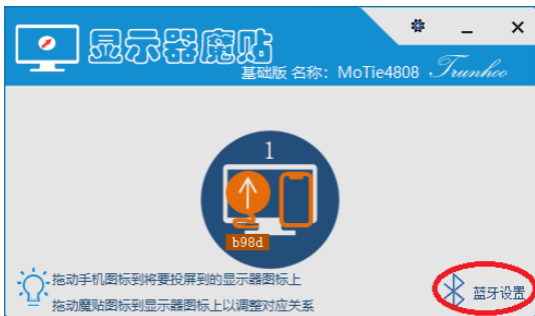 显示器魔贴
基础版 名称：MoTie4808 Trunhoo
1
b98d
拖动手机图标到将要投屏到的显示器图标上
拖动魔贴图标到显示器图标上以调整对应关系
蓝牙设置